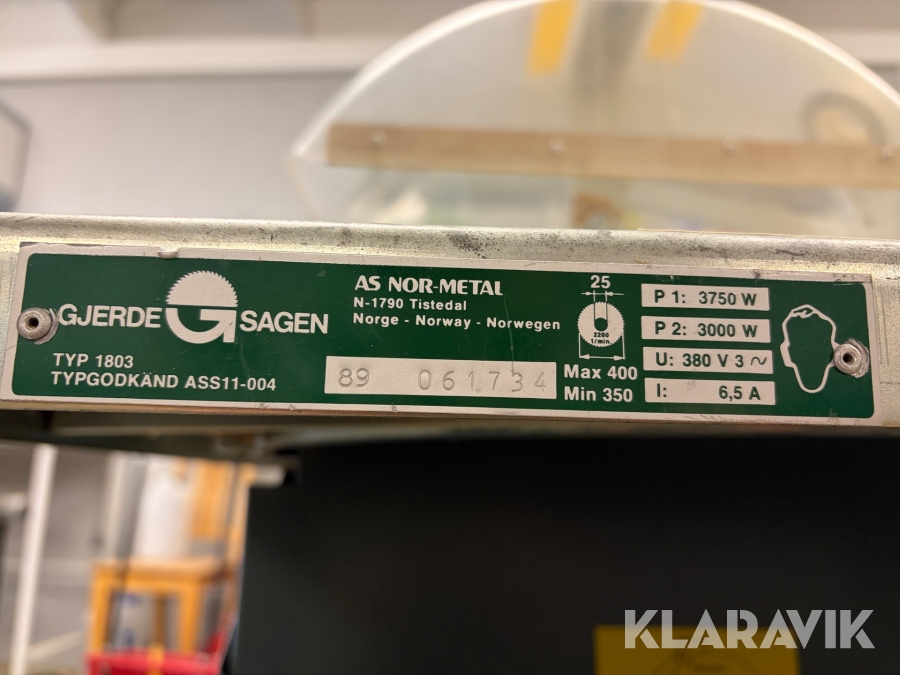 GJERDE SAGEN
TYP 1803
TYPGODKÄND ASS11-004
AS NOR-METAL
N-1790 Tistedal
Norge - Norway - Norwegen
89 061734
25
2200
1/min.
Max 400
Min 350
P 1: 3750 W
P 2: 3000 W
U: 380 V 3 ~
I: 6,5 A
KLARAVIK